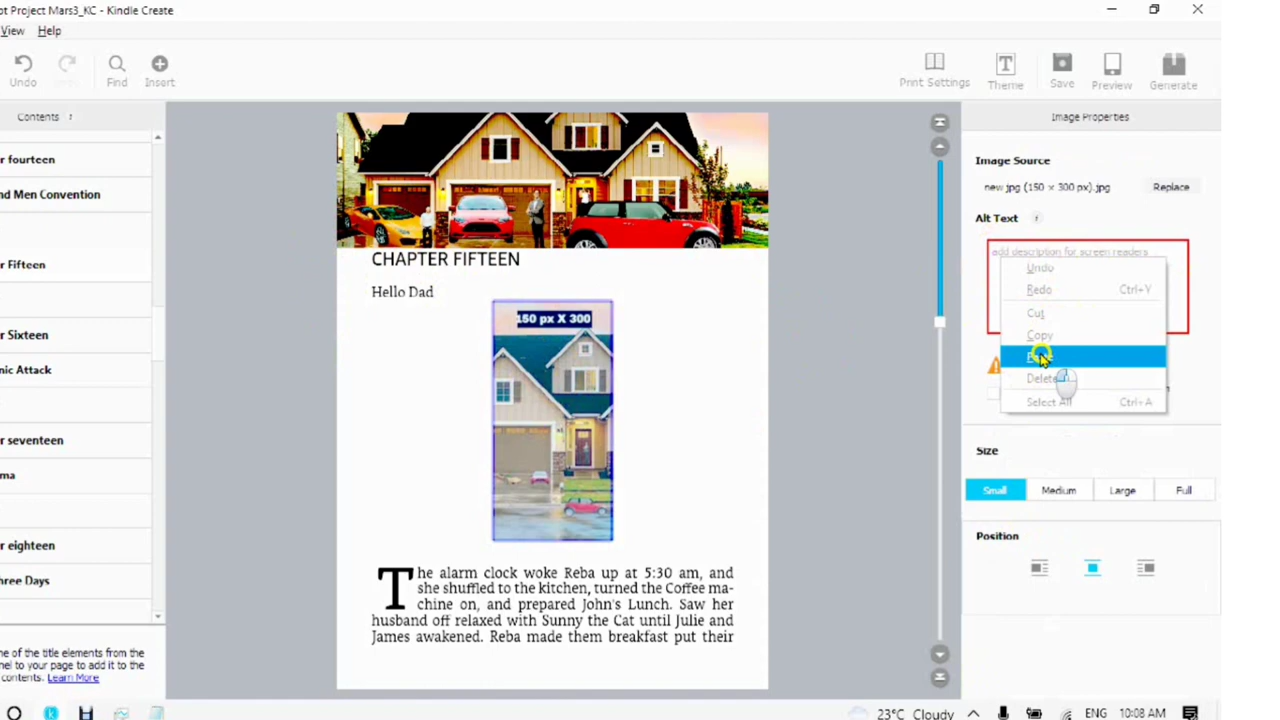 ot Project Mars3_KC - Kindle Create
View Help
Undo
Find
Insert
Print Settings
Theme
Save
Preview
Generate
Contents
r fourteen
nd Men Convention
r Fifteen
r Sixteen
nic Attack
r seventeen
ma
r eighteen
hree Days
ne of the title elements from the
nel to your page to add it to the
contents. Learn More
CHAPTER FIFTEEN
Hello Dad
150 px X 300
The alarm clock woke Reba up at 5:30 am, and
she shuffled to the kitchen, turned the Coffee ma-
chine on, and prepared John's Lunch. Saw her
husband off relaxed with Sunny the Cat until Julie and
James awakened. Reba made them breakfast put their
Image Properties
Image Source
new jpg (150 × 300 px).jpg Replace
Alt Text
add description for screen readers
Undo
Redo Ctrl+Y
Cut
Copy
Delete
Select All Ctrl+A
Size
Small Medium Large Full
Position
23°C Cloudy ENG 10:08 AM